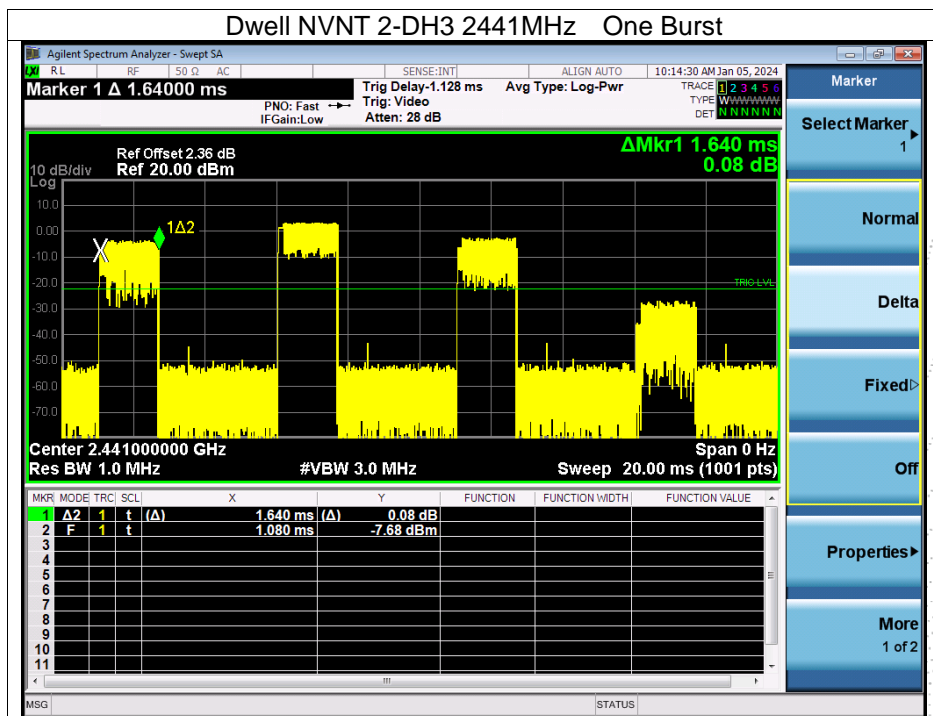 Dwell NVNT 2-DH3 2441MHz One Burst
Agilent Spectrum Analyzer - Swept SA
LXI RL RF 50 Ω AC SENSE:INT ALIGN AUTO 10:14:30 AM Jan 05, 2024
Marker 1 Δ 1.64000 ms
PNO: Fast
IFGain:Low
Trig Delay-1.128 ms
Trig: Video
Atten: 28 dB
Avg Type: Log-Pwr
TRACE 1 2 3 4 5 6
TYPE WWWWWW
DET N N N N N N
ΔMkr1 1.640 ms
0.08 dB
Ref Offset 2.36 dB
10 dB/div Ref 20.00 dBm
Log
10.0
0.00
-10.0
-20.0
-30.0
-40.0
-50.0
-60.0
-70.0
1Δ2
X
TRIG LVL
Center 2.441000000 GHz Span 0 Hz
Res BW 1.0 MHz #VBW 3.0 MHz Sweep 20.00 ms (1001 pts)
MKR MODE TRC SCL X Y FUNCTION FUNCTION WIDTH FUNCTION VALUE
1 Δ2 1 t (Δ) 1.640 ms (Δ) 0.08 dB
2 F 1 t 1.080 ms -7.68 dBm
3
4
5
6
7
8
9
10
11
MSG STATUS
Marker
Select Marker
1
Normal
Delta
Fixed
Off
Properties
More
1 of 2